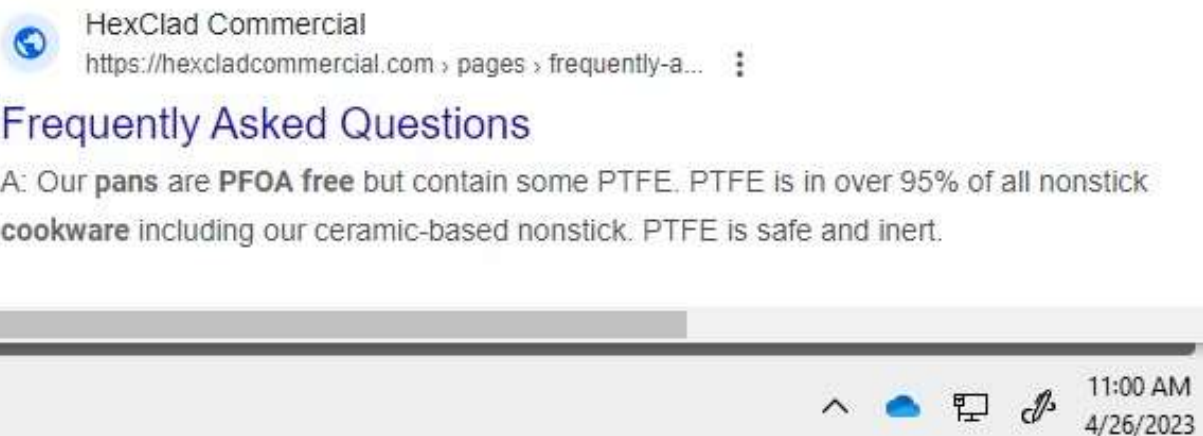 HexClad Commercial
https://hexcladcommercial.com › pages › frequently-a...
Frequently Asked Questions
A: Our pans are PFOA free but contain some PTFE. PTFE is in over 95% of all nonstick
cookware including our ceramic-based nonstick. PTFE is safe and inert.
11:00 AM
4/26/2023